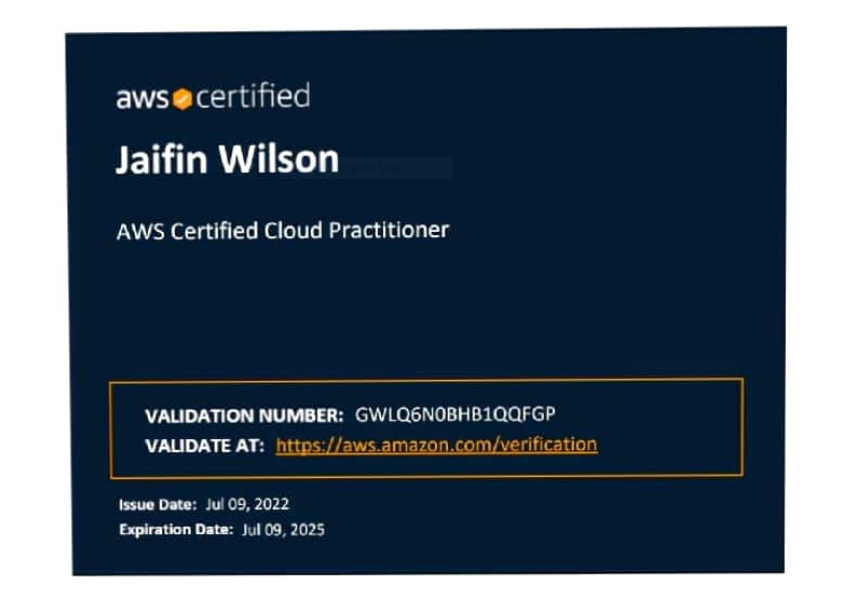 aws certified
Jaifin Wilson
AWS Certified Cloud Practitioner
VALIDATION NUMBER: GWLQ6N0BHB1QQFGP
VALIDATE AT: https://aws.amazon.com/verification
Issue Date: Jul 09, 2022
Expiration Date: Jul 09, 2025